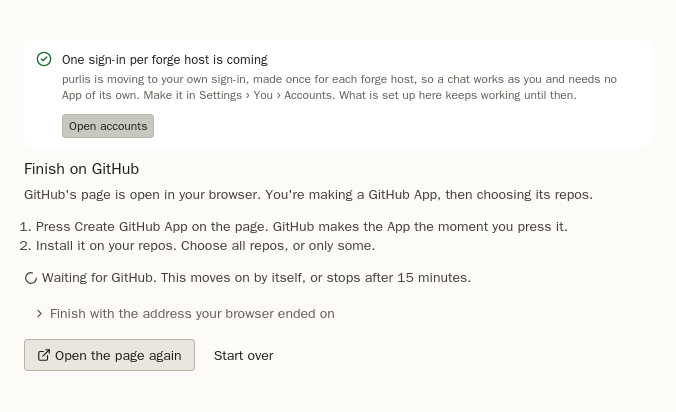 One sign-in per forge host is coming
purlis is moving to your own sign-in, made once for each forge host, so a chat works as you and needs no
App of its own. Make it in Settings › You › Accounts. What is set up here keeps working until then.
Open accounts
Finish on GitHub
GitHub's page is open in your browser. You're making a GitHub App, then choosing its repos.
1. Press Create GitHub App on the page. GitHub makes the App the moment you press it.
2. Install it on your repos. Choose all repos, or only some.
Waiting for GitHub. This moves on by itself, or stops after 15 minutes.
Finish with the address your browser ended on
Open the page again
Start over